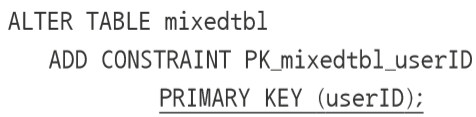 ALTER TABLE mixedtbl
ADD CONSTRAINT PK_mixedtbl_userID
PRIMARY KEY (userID);